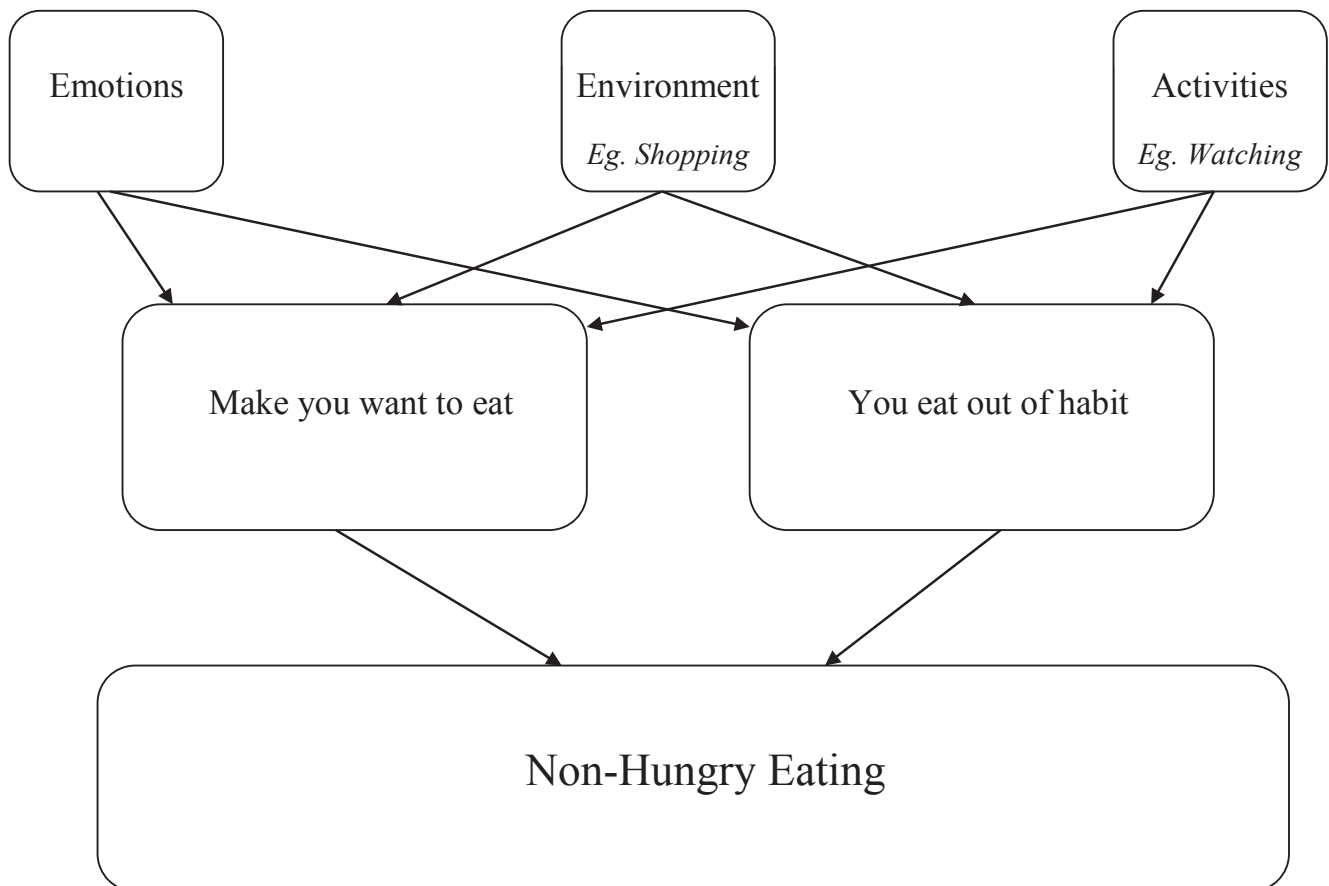 Emotions
Environment
Eg. Shopping
Activities
Eg. Watching
Make you want to eat
You eat out of habit
Non-Hungry Eating